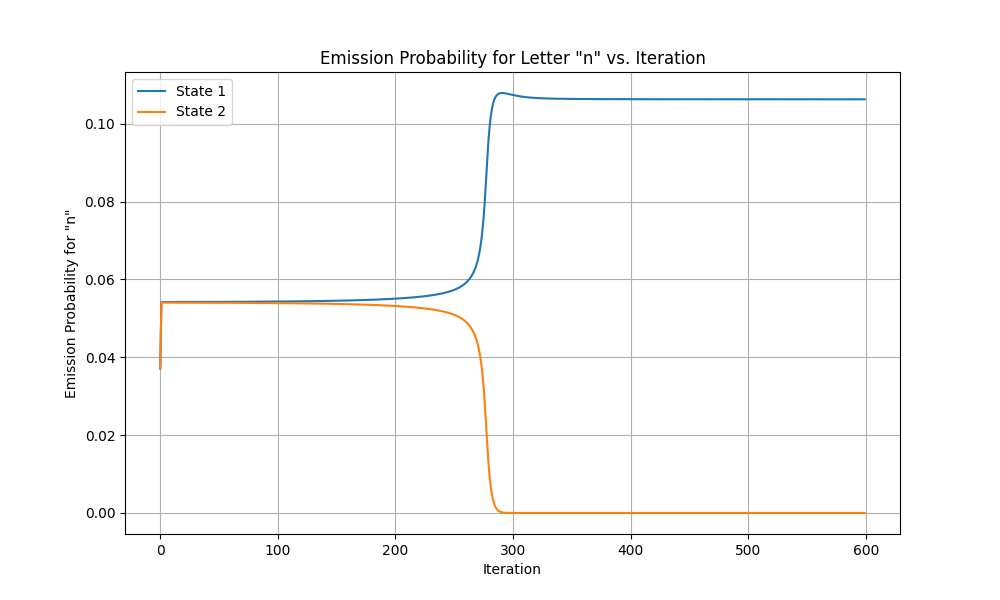 Emission Probability for Letter "n" vs. Iteration
State 1
State 2
Emission Probability for "n"
0.10
0.08
0.06
0.04
0.02
0.00
0 100 200 300 400 500 600
Iteration